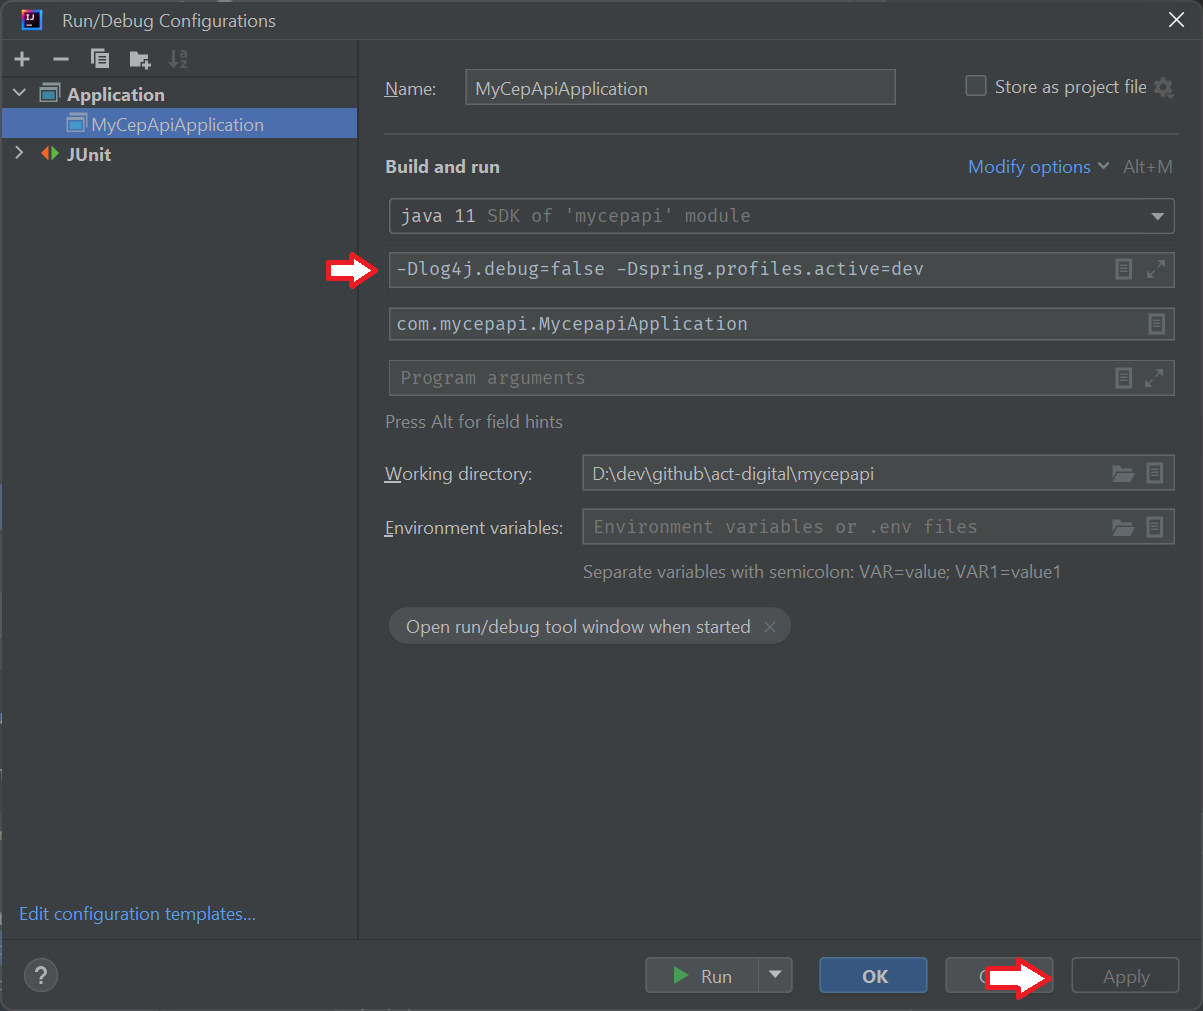 Run/Debug Configurations
Application
MyCepApiApplication
JUnit
Edit configuration templates...
Name: MyCepApiApplication Store as project file
Build and run Modify options Alt+M
java 11 SDK of 'mycepapi' module
-Dlog4j.debug=false -Dspring.profiles.active=dev
com.mycepapi.MycepapiApplication
Program arguments
Press Alt for field hints
Working directory: D:\dev\github\act-digital\mycepapi
Environment variables: Environment variables or .env files
Separate variables with semicolon: VAR=value; VAR1=value1
Open run/debug tool window when started
? Run OK Apply